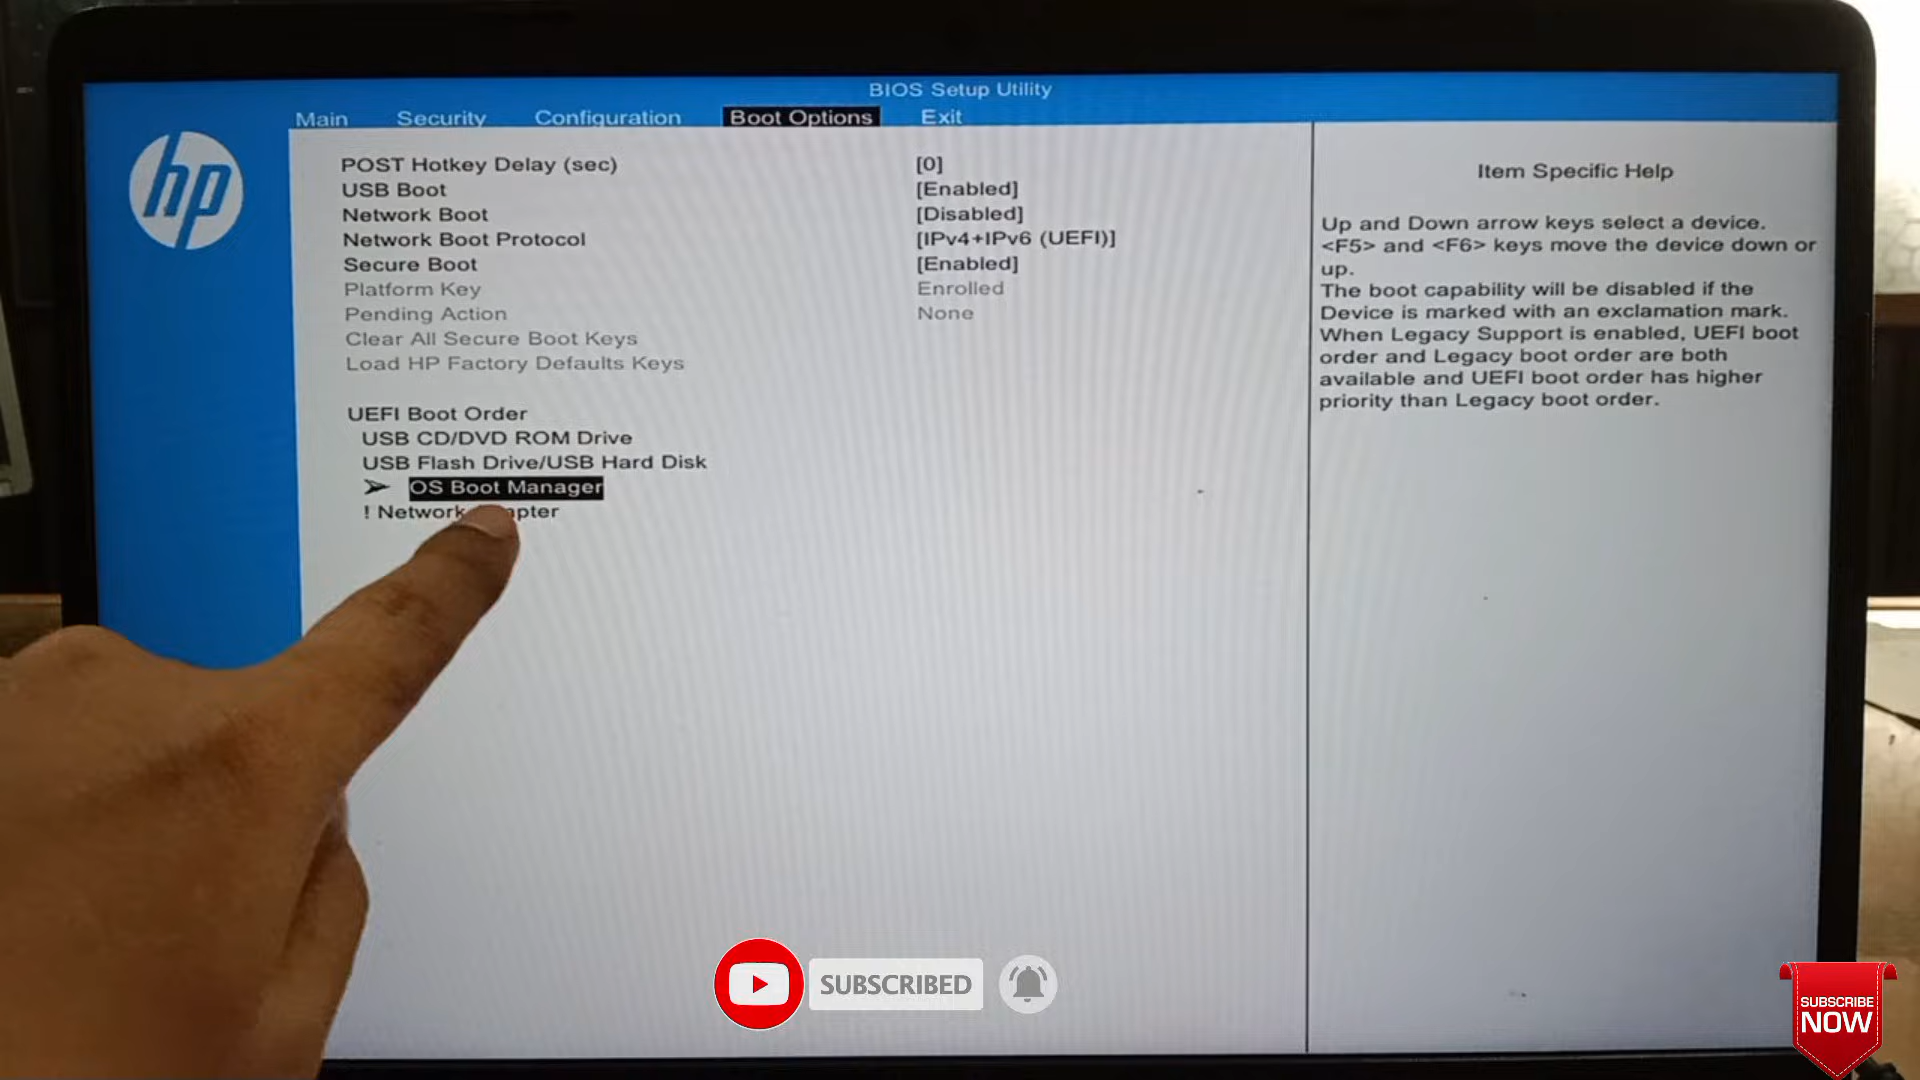 BIOS Setup Utility
Main Security Configuration Boot Options Exit
hp
POST Hotkey Delay (sec) [0]
USB Boot [Enabled]
Network Boot [Disabled]
Network Boot Protocol [IPv4+IPv6 (UEFI)]
Secure Boot [Enabled]
Platform Key Enrolled
Pending Action None
Clear All Secure Boot Keys
Load HP Factory Defaults Keys
UEFI Boot Order
USB CD/DVD ROM Drive
USB Flash Drive/USB Hard Disk
OS Boot Manager
! Network
Item Specific Help
Up and Down arrow keys select a device.
<F5> and <F6> keys move the device down or
up.
The boot capability will be disabled if the
Device is marked with an exclamation mark.
When Legacy Support is enabled, UEFI boot
order and Legacy boot order are both
available and UEFI boot order has higher
priority than Legacy boot order.
SUBSCRIBED
SUBSCRIBE
NOW